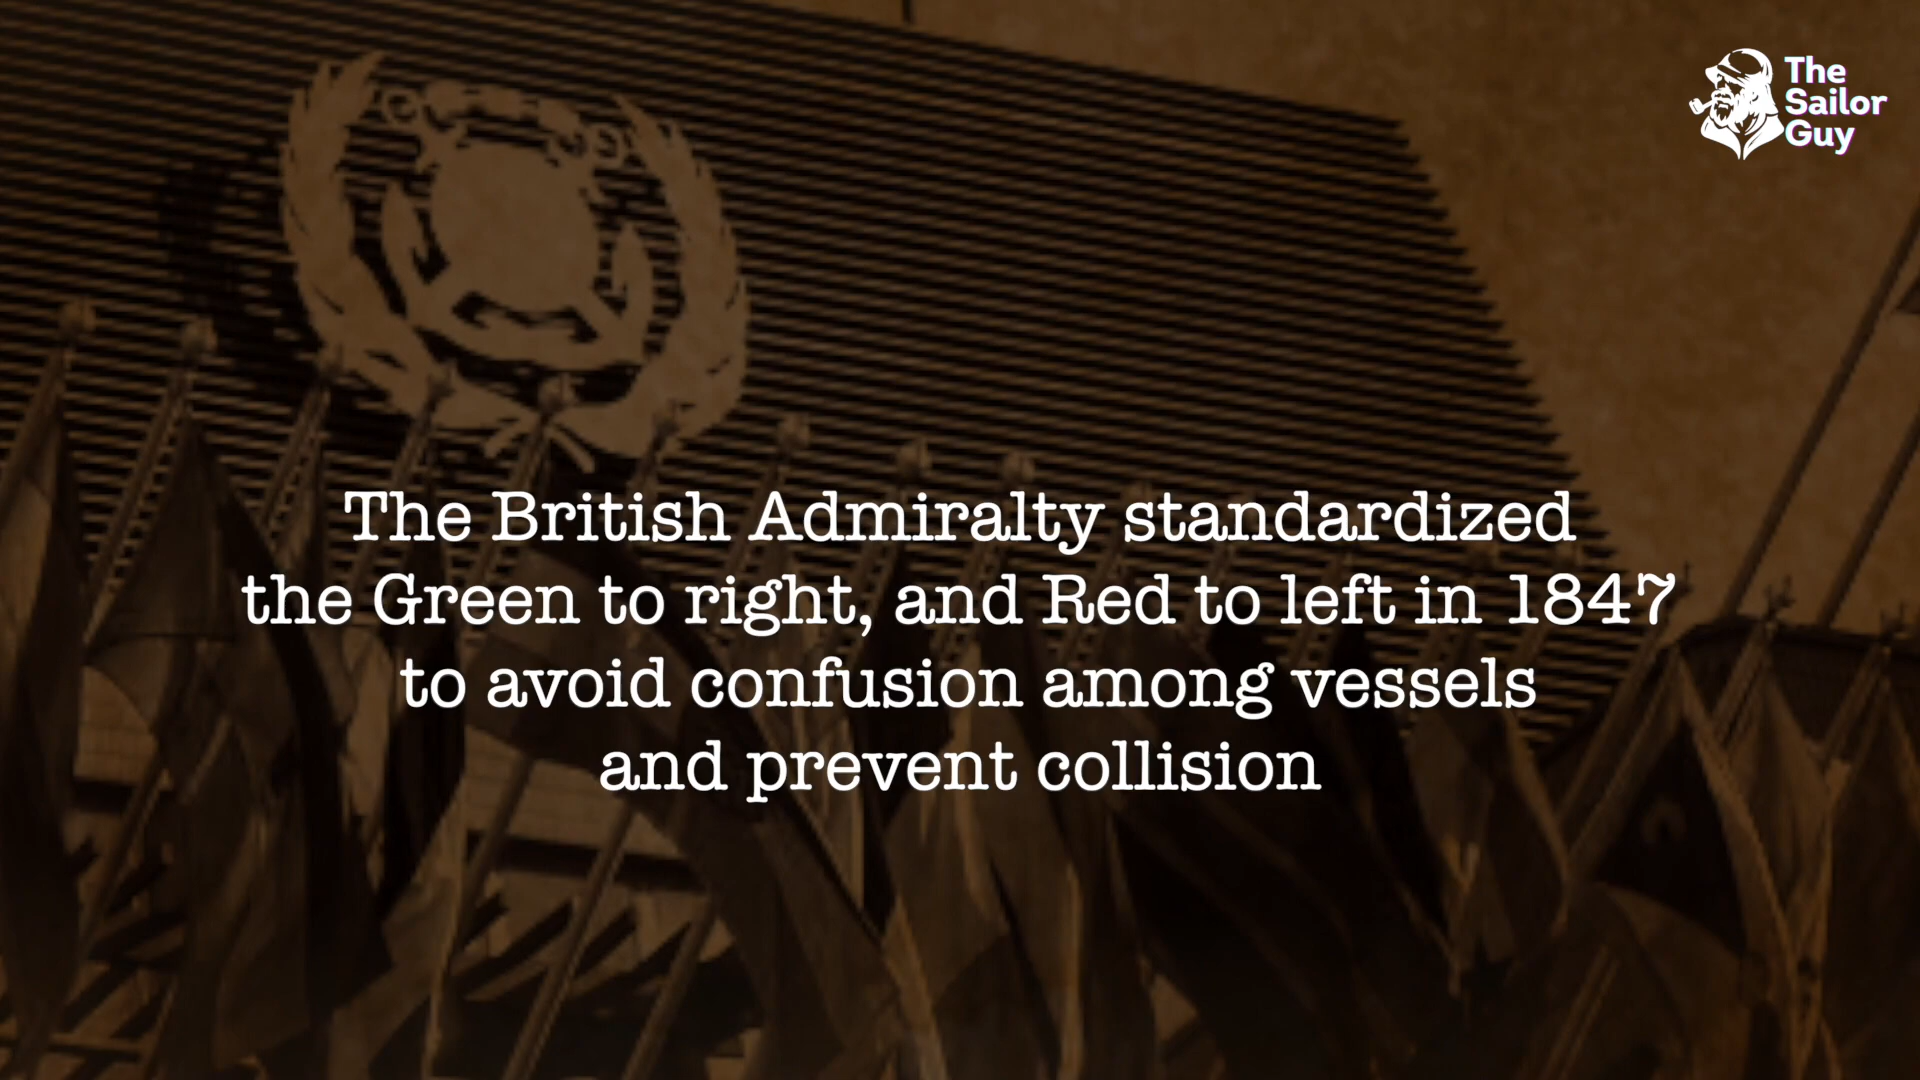 The
Sailor
Guy
The British Admiralty standardized
the Green to right, and Red to left in 1847
to avoid confusion among vessels
and prevent collision